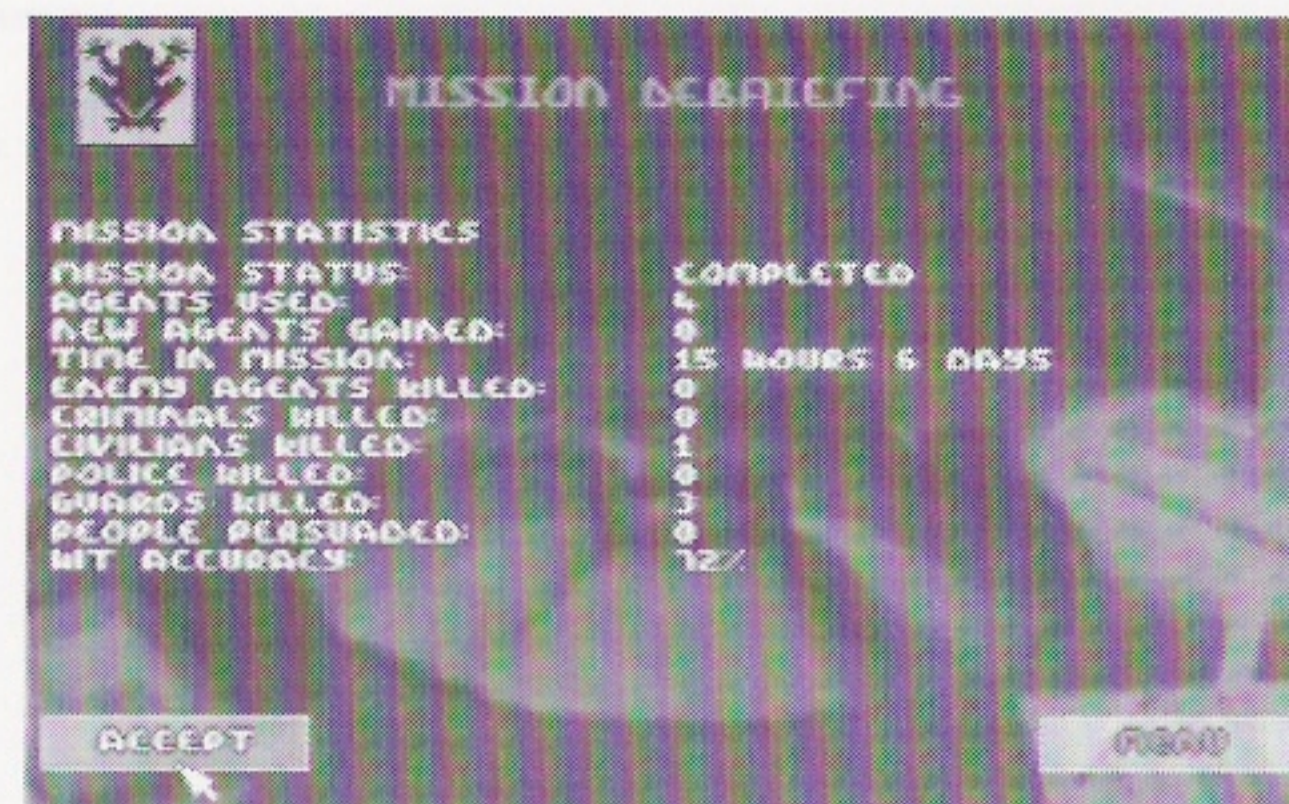 MISSION DEBRIEFING
MISSION STATISTICS
MISSION STATUS: COMPLETED
AGENTS USED: 4
NEW AGENTS GAINED: 0
TIME IN MISSION: 15 HOURS 6 DAYS
ENEMY AGENTS KILLED: 0
CRIMINALS KILLED: 0
CIVILIANS KILLED: 1
POLICE KILLED: 0
GUARDS KILLED: 3
PEOPLE PERSUADED: 0
HIT ACCURACY:
ACCEPT MENU